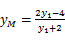 y_M = (2y_1 - 4)/(y_1 + 2)